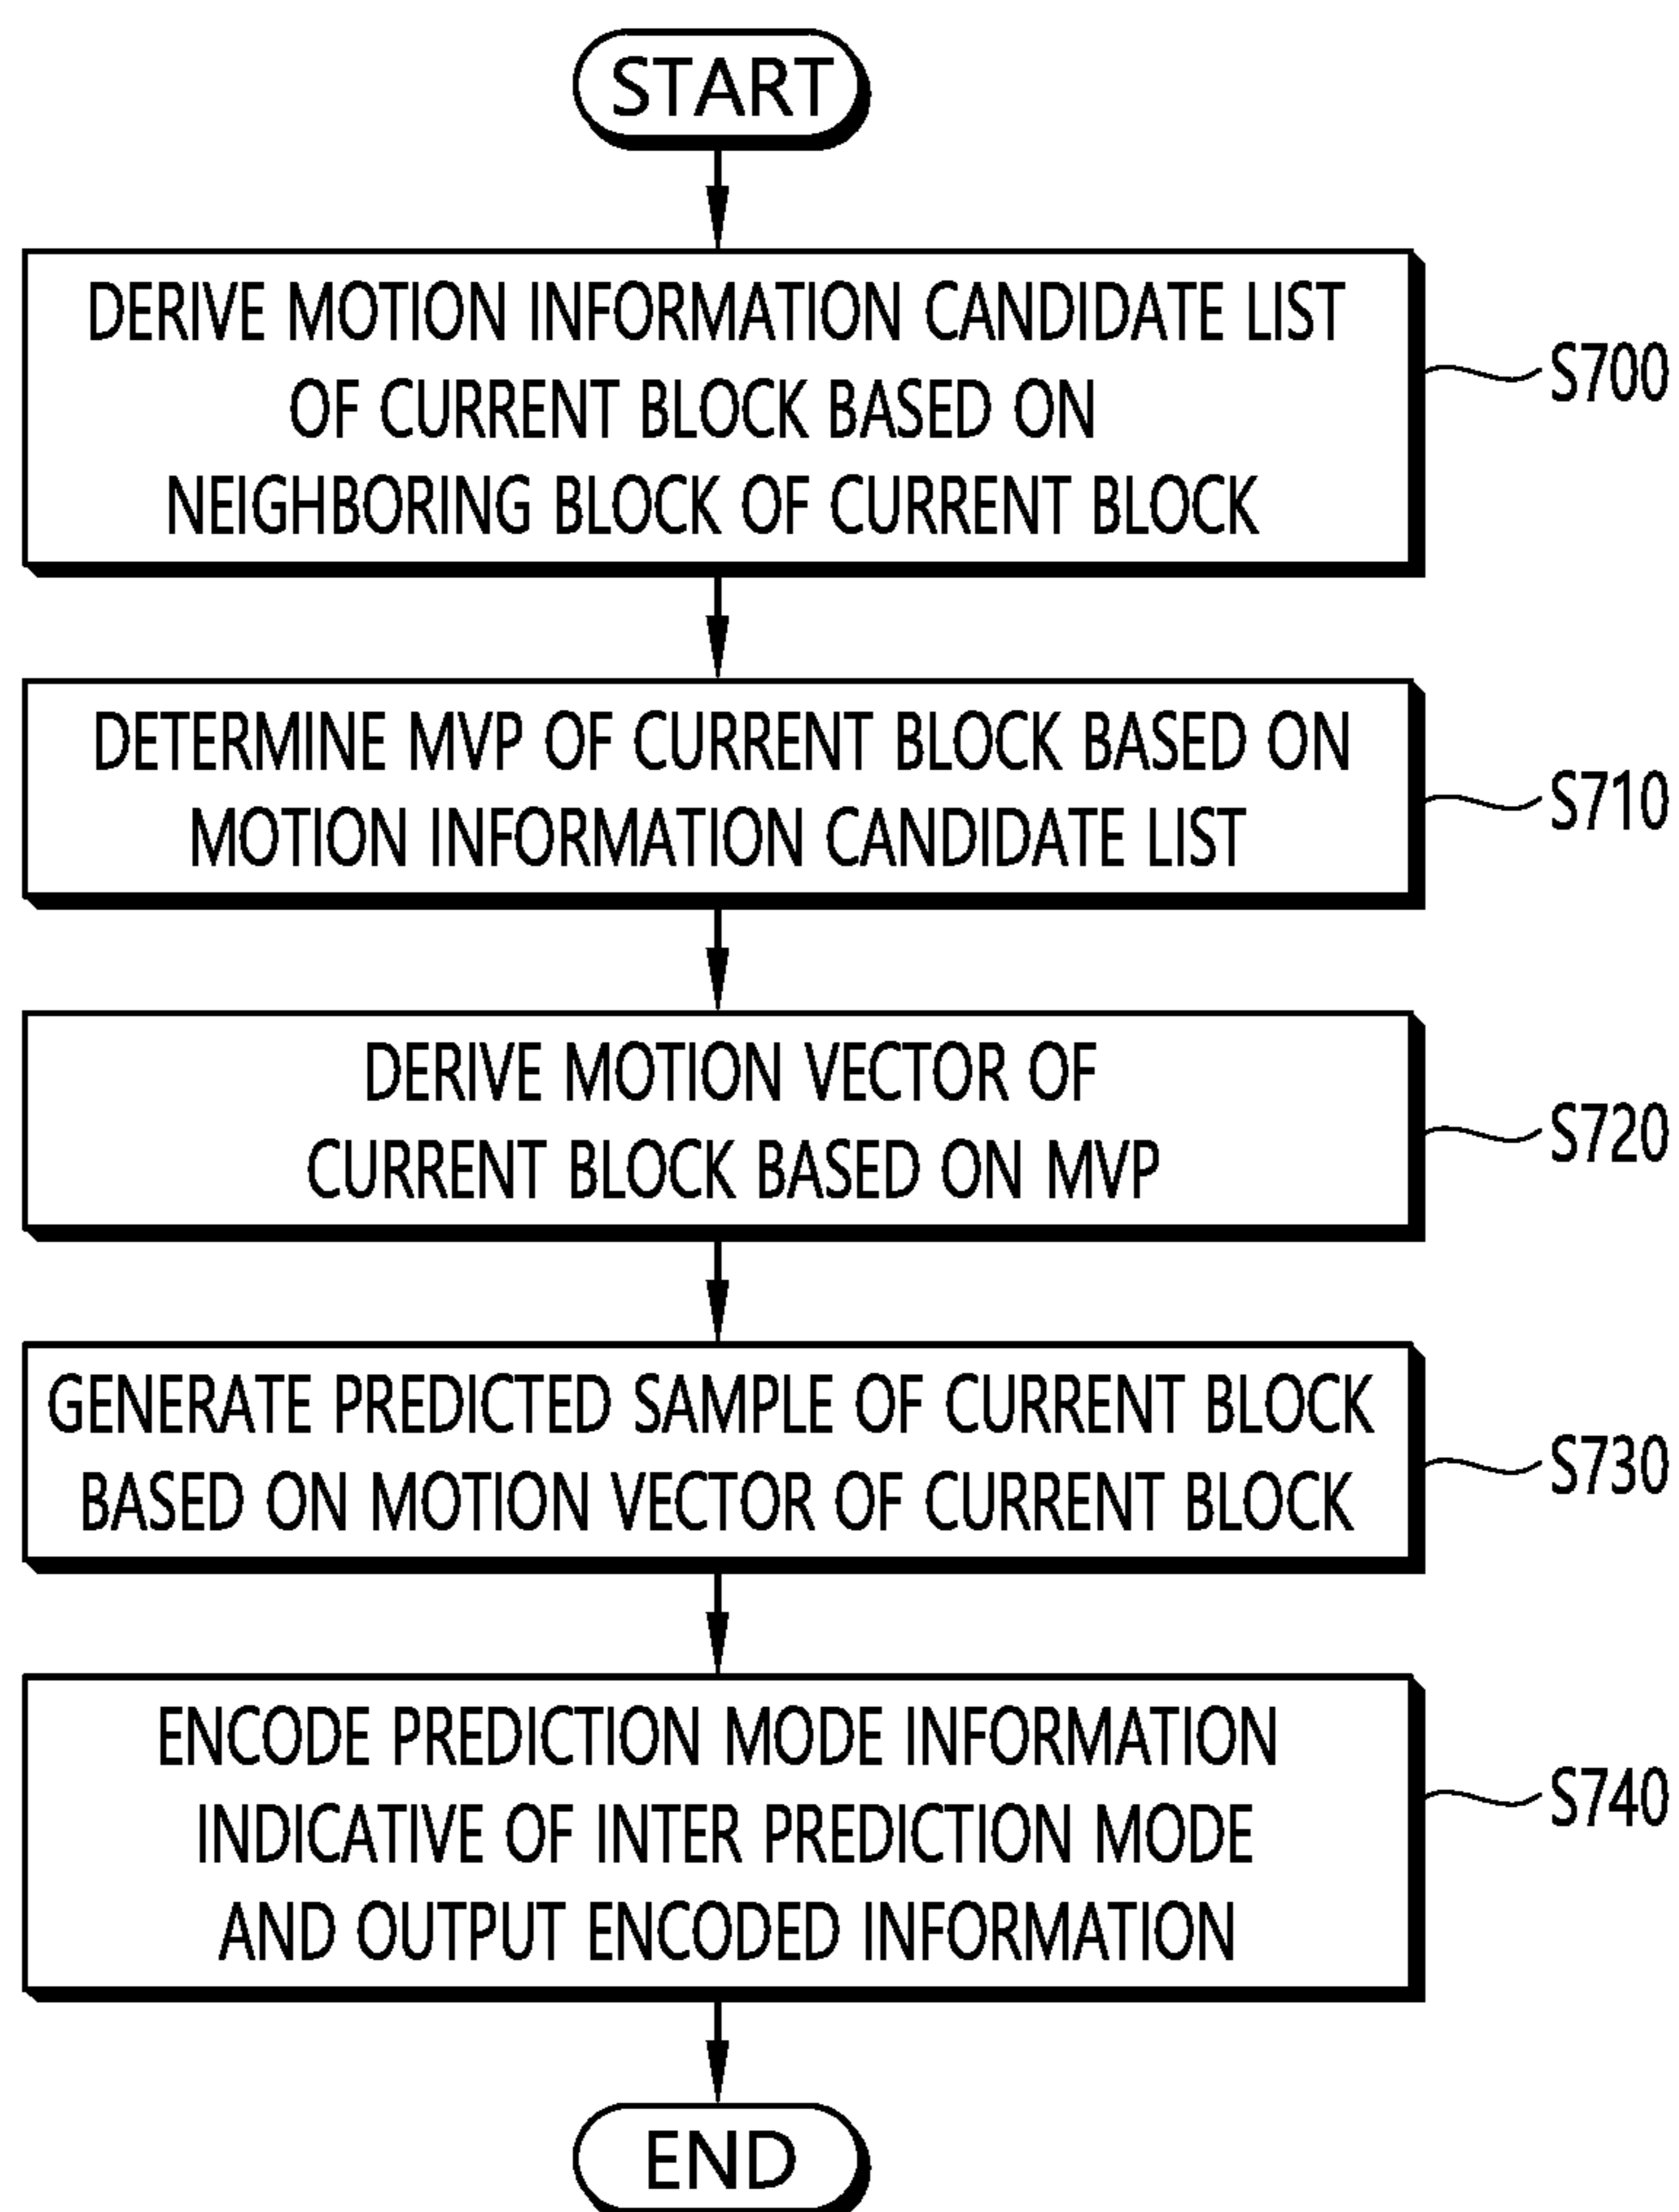 START
DERIVE MOTION INFORMATION CANDIDATE LIST
OF CURRENT BLOCK BASED ON
NEIGHBORING BLOCK OF CURRENT BLOCK
S700
DETERMINE MVP OF CURRENT BLOCK BASED ON
MOTION INFORMATION CANDIDATE LIST
S710
DERIVE MOTION VECTOR OF
CURRENT BLOCK BASED ON MVP
S720
GENERATE PREDICTED SAMPLE OF CURRENT BLOCK
BASED ON MOTION VECTOR OF CURRENT BLOCK
S730
ENCODE PREDICTION MODE INFORMATION
INDICATIVE OF INTER PREDICTION MODE
AND OUTPUT ENCODED INFORMATION
S740
END